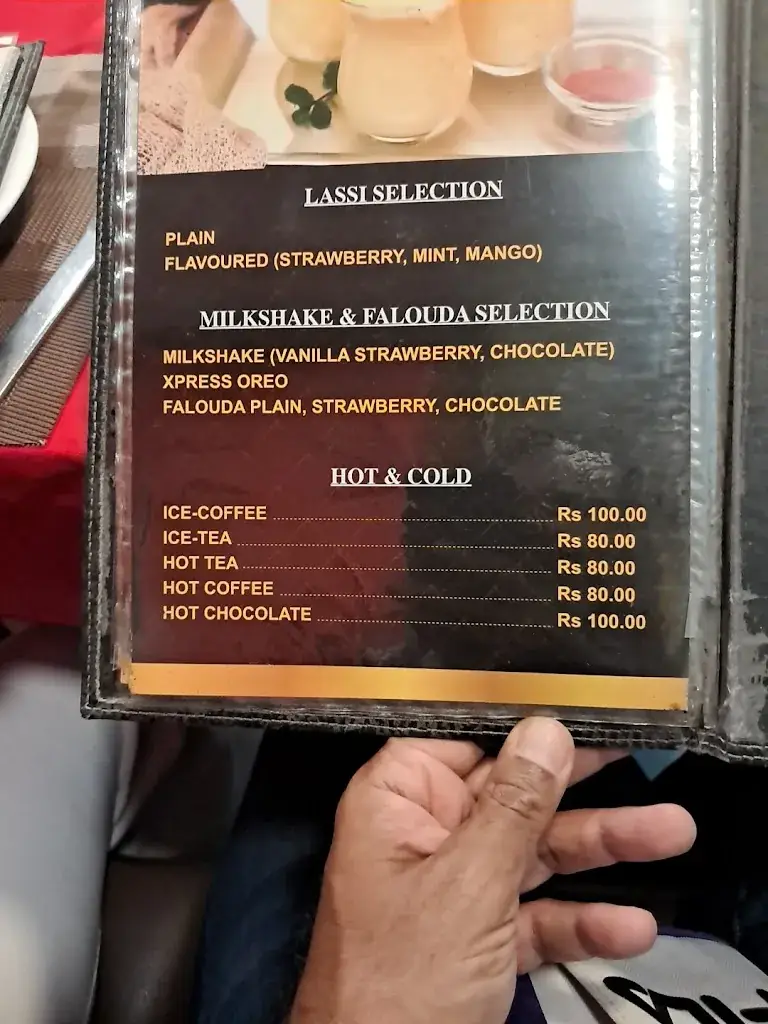 LASSI SELECTION
PLAIN
FLAVOURED (STRAWBERRY, MINT, MANGO)
MILKSHAKE & FALOUDA SELECTION
MILKSHAKE (VANILLA STRAWBERRY, CHOCOLATE)
XPRESS OREO
FALOUDA PLAIN, STRAWBERRY, CHOCOLATE
HOT & COLD
ICE-COFFEE Rs 100.00
ICE-TEA Rs 80.00
HOT TEA Rs 80.00
HOT COFFEE Rs 80.00
HOT CHOCOLATE Rs 100.00